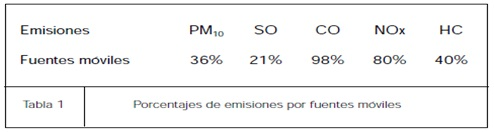 Emisiones PM₁₀ SO CO NOx HC
Fuentes móviles 36% 21% 98% 80% 40%
Tabla 1 Porcentajes de emisiones por fuentes móviles